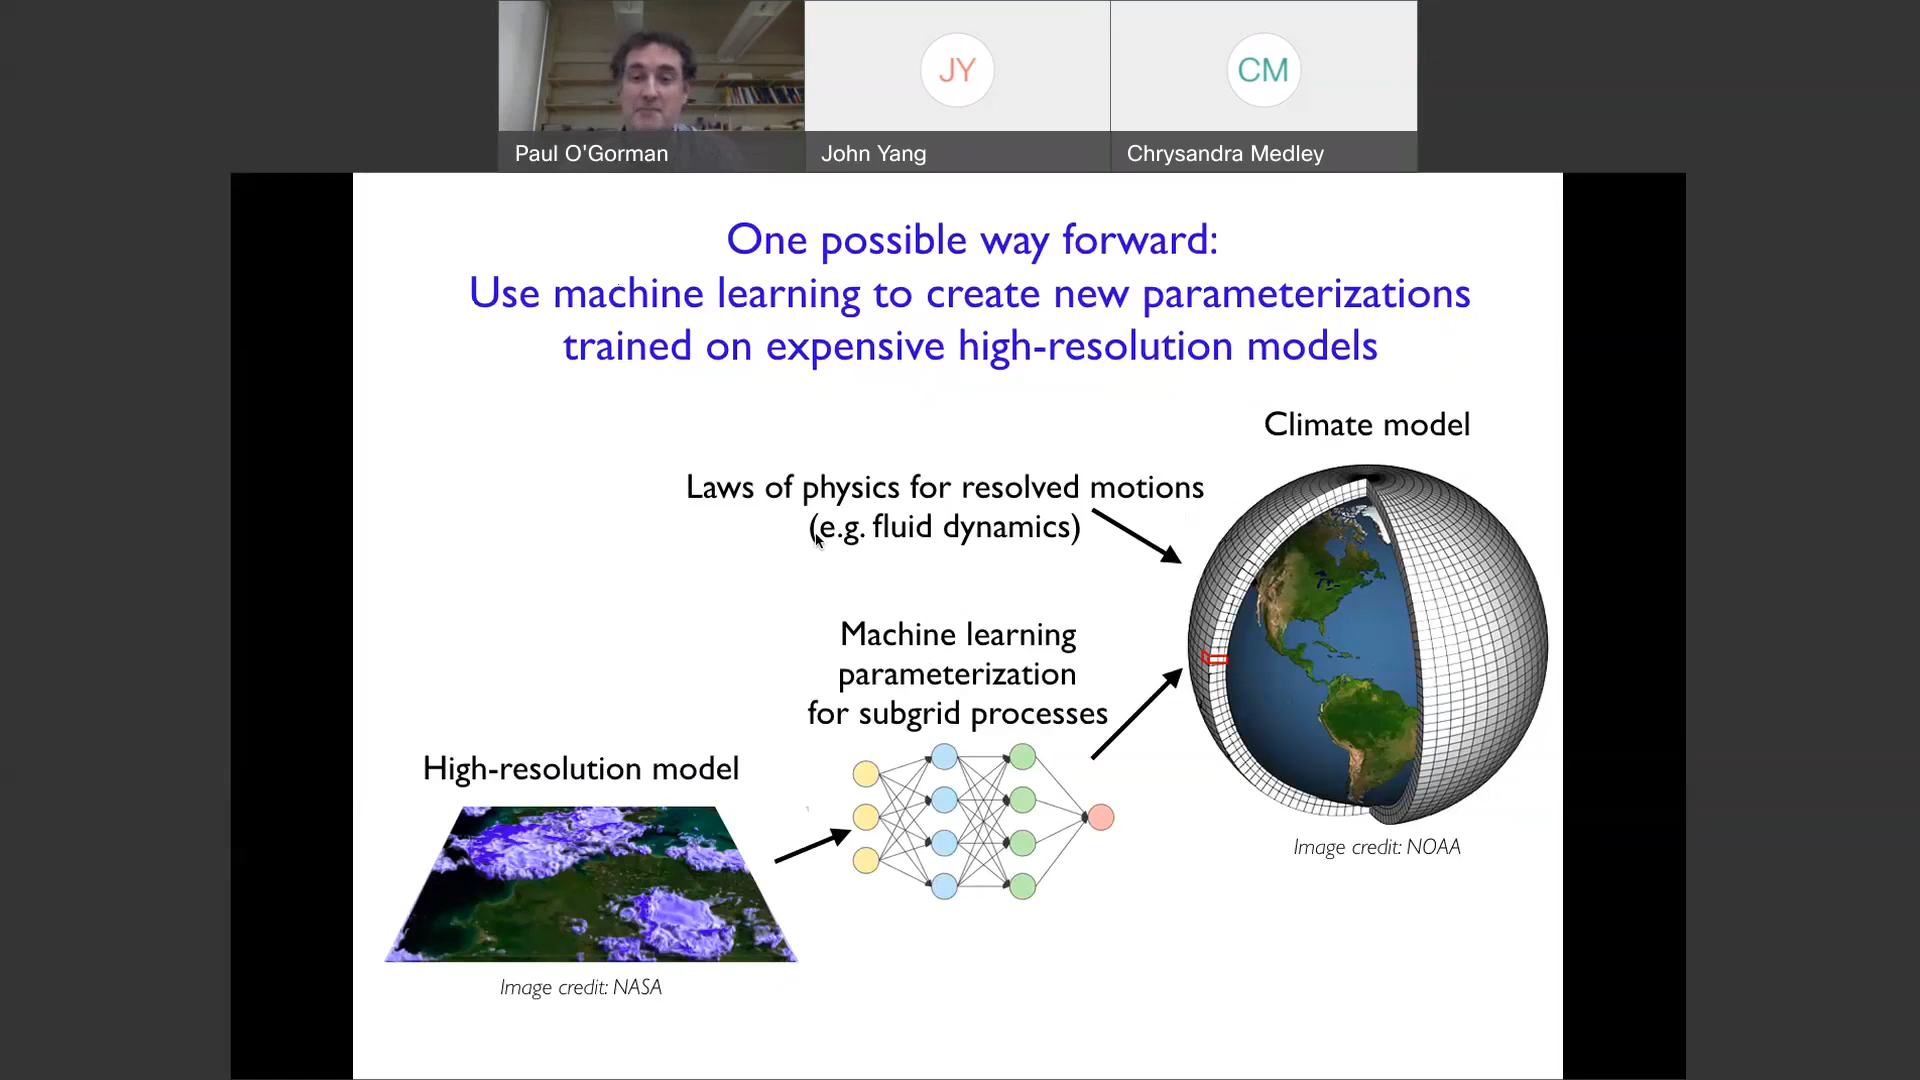 JY
CM
Paul O'Gorman
John Yang
Chrysandra Medley
One possible way forward:
Use machine learning to create new parameterizations
trained on expensive high-resolution models
Climate model
Laws of physics for resolved motions
(e.g. fluid dynamics)
Machine learning
parameterization
for subgrid processes
High-resolution model
Image credit: NOAA
Image credit: NASA